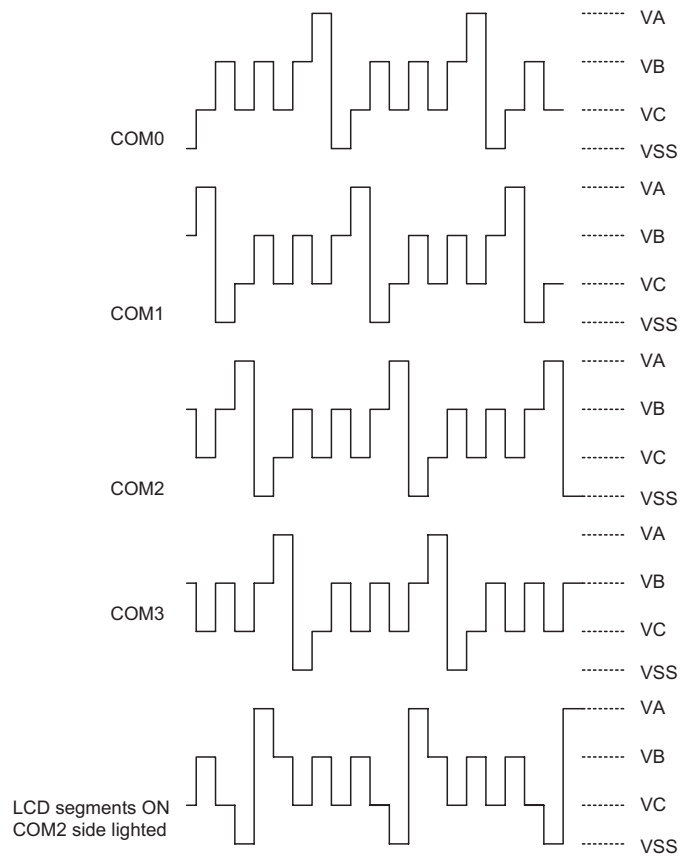 VA
VB
VC
COM0
VSS
VA
VB
VC
COM1
VSS
VA
VB
VC
COM2
VSS
VA
VB
COM3
VC
VSS
VA
VB
LCD segments ON
VC
COM2 side lighted
VSS